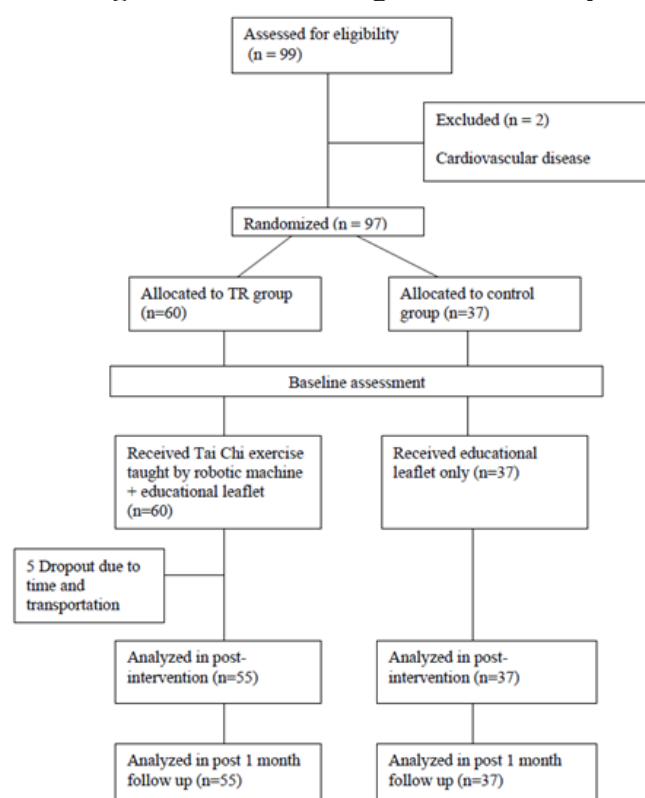 Assessed for eligibility
(n = 99)
Excluded (n = 2)
Cardiovascular disease
Randomized (n = 97)
Allocated to TR group
(n=60)
Allocated to control
group (n=37)
Baseline assessment
Received Tai Chi exercise
taught by robotic machine
+ educational leaflet
(n=60)
Received educational
leaflet only (n=37)
5 Dropout due to
time and
transportation
Analyzed in post-
intervention (n=55)
Analyzed in post-
intervention (n=37)
Analyzed in post 1 month
follow up (n=55)
Analyzed in post 1 month
follow up (n=37)